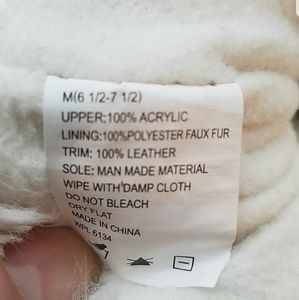 M(6 1/2-7 1/2)
UPPER:100% ACRYLIC
LINING:100%POLYESTER FAUX FUR
TRIM: 100% LEATHER
SOLE: MAN MADE MATERIAL
WIPE WITH DAMP CLOTH
DO NOT BLEACH
DRY FLAT
MADE IN CHINA
WPL 6134